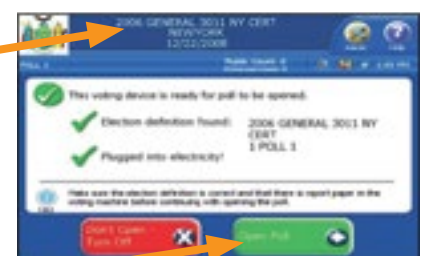 2006 GENERAL 3011 NY CERT
NEWYORK
12/22/2008
POLL 1
Public Count: 0
This voting device is ready for poll to be opened.
Election definition found:
2006 GENERAL 3011 NY
CERT
1 POLL 1
Plugged into electricity!
Make sure the election definition is correct and that there is report paper in the
voting machine before continuing with opening the poll.
Don't Open -
Turn Off
Open Poll